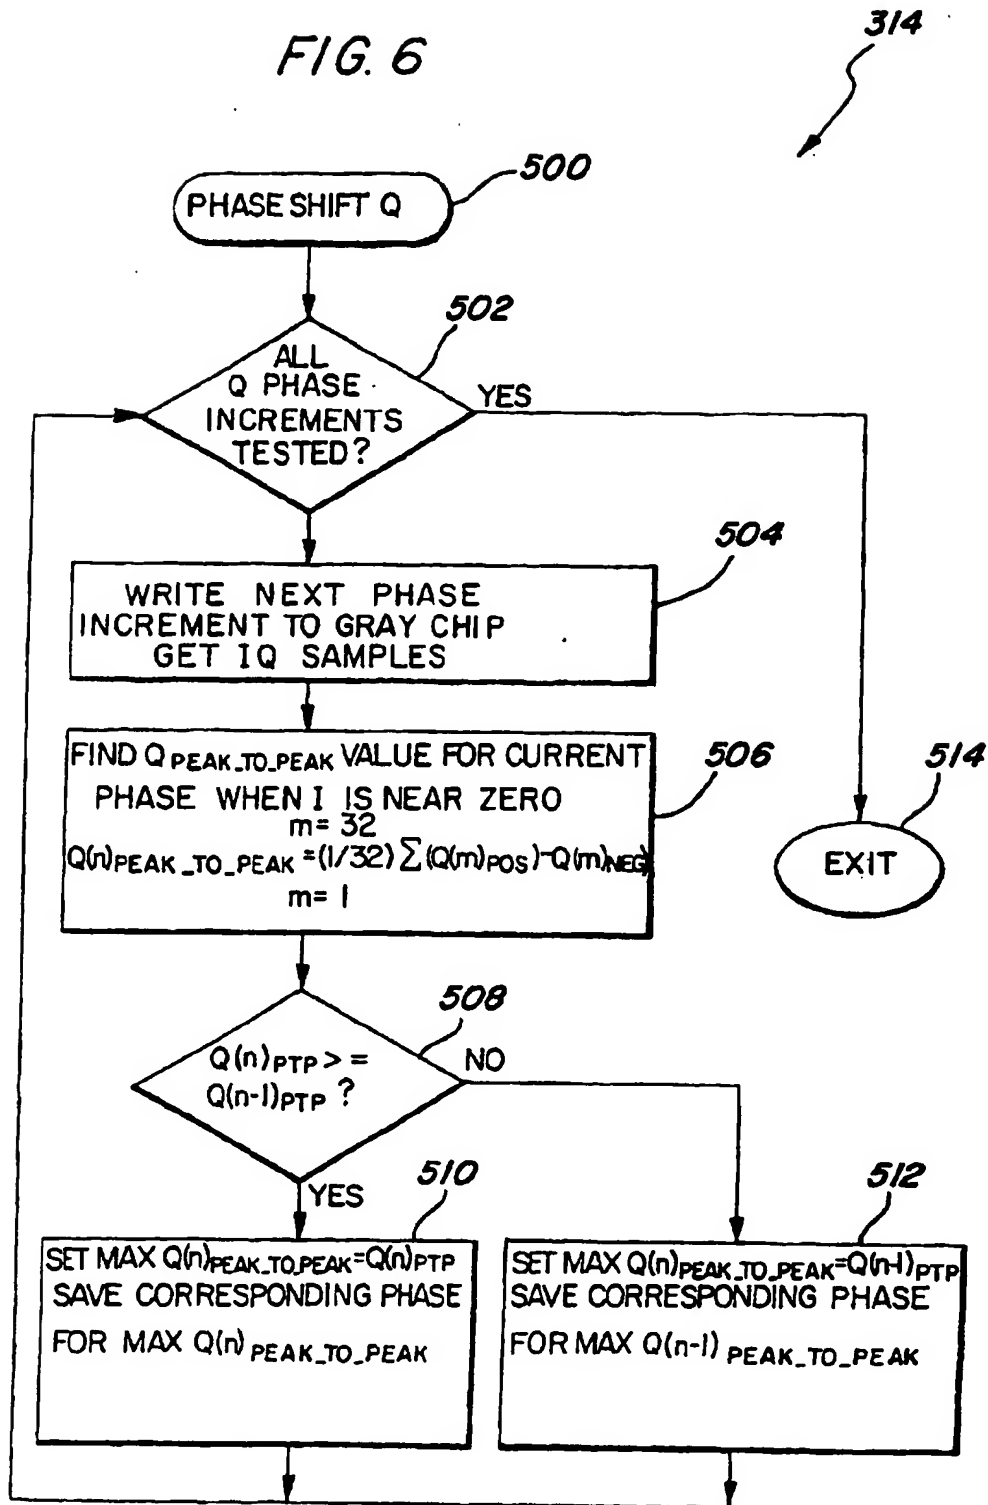 FIG. 6
314
500
PHASE SHIFT Q
502
ALL
Q PHASE
INCREMENTS
TESTED?
YES
504
WRITE NEXT PHASE
INCREMENT TO GRAY CHIP
GET IQ SAMPLES
506
FIND Q PEAK_TO_PEAK VALUE FOR CURRENT
PHASE WHEN I IS NEAR ZERO
m= 32
Q(n)PEAK_TO_PEAK =(1/32) ∑ (Q(m)POS)-Q(m)NEG)
m= 1
514
EXIT
508
Q(n)PTP > =
Q(n-1)PTP ?
NO
YES
510
SET MAX Q(n)PEAK_TO_PEAK=Q(n)PTP
SAVE CORRESPONDING PHASE
FOR MAX Q(n) PEAK_TO_PEAK
512
SET MAX Q(n)PEAK_TO_PEAK=Q(n-1)PTP
SAVE CORRESPONDING PHASE
FOR MAX Q(n-1) PEAK_TO_PEAK